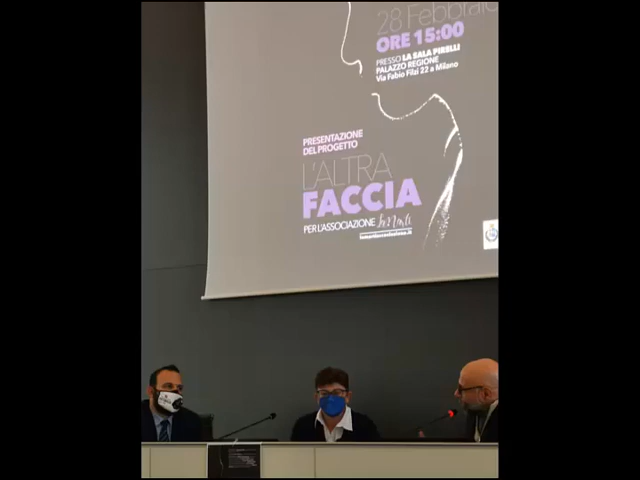 28 Febbraio
ORE 15:00
PRESSO LA SALA PIRELLI
PALAZZO REGIONE
Via Fabio Filzi 22 a Milano
PRESENTAZIONE
DEL PROGETTO
L'ALTRA
FACCIA
PER L'ASSOCIAZIONE